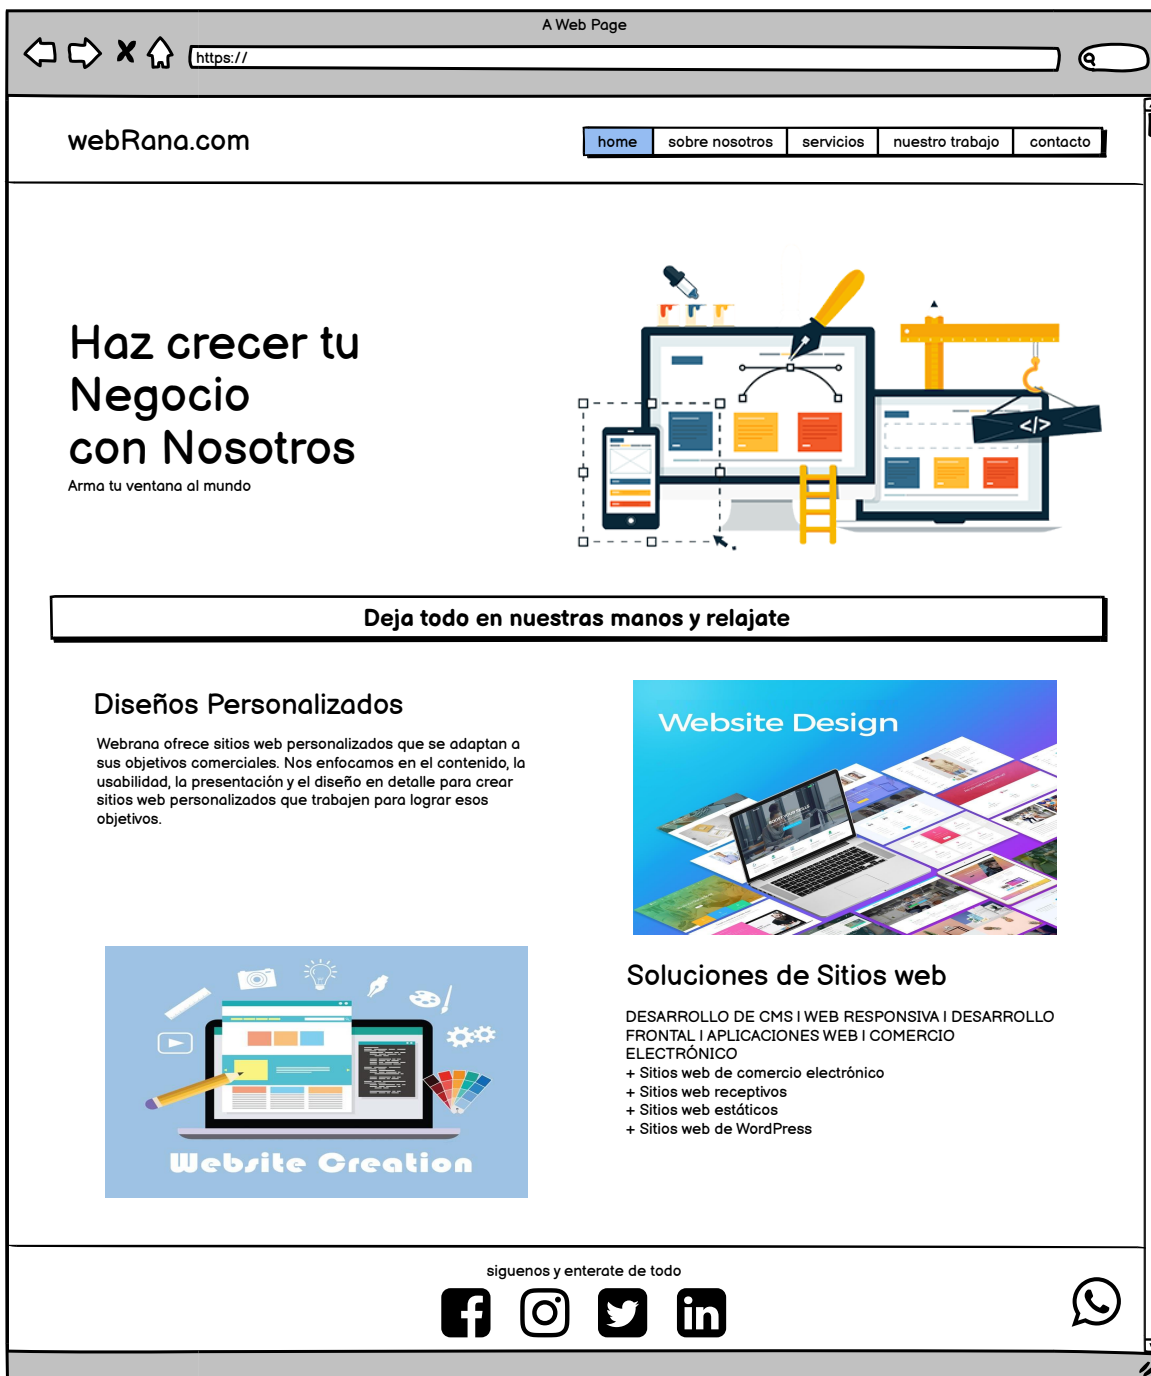 A Web Page
https://
webRana.com
home
sobre nosotros
servicios
nuestro trabajo
contacto
Haz crecer tu
Negocio
con Nosotros
Arma tu ventana al mundo
</>
Deja todo en nuestras manos y relajate
Diseños Personalizados
Webrana ofrece sitios web personalizados que se adaptan a
sus objetivos comerciales. Nos enfocamos en el contenido, la
usabilidad, la presentación y el diseño en detalle para crear
sitios web personalizados que trabajen para lograr esos
objetivos.
Website Design
Website Creation
Soluciones de Sitios web
DESARROLLO DE CMS | WEB RESPONSIVA | DESARROLLO
FRONTAL | APLICACIONES WEB | COMERCIO
ELECTRÓNICO
+ Sitios web de comercio electrónico
+ Sitios web receptivos
+ Sitios web estáticos
+ Sitios web de WordPress
siguenos y enterate de todo